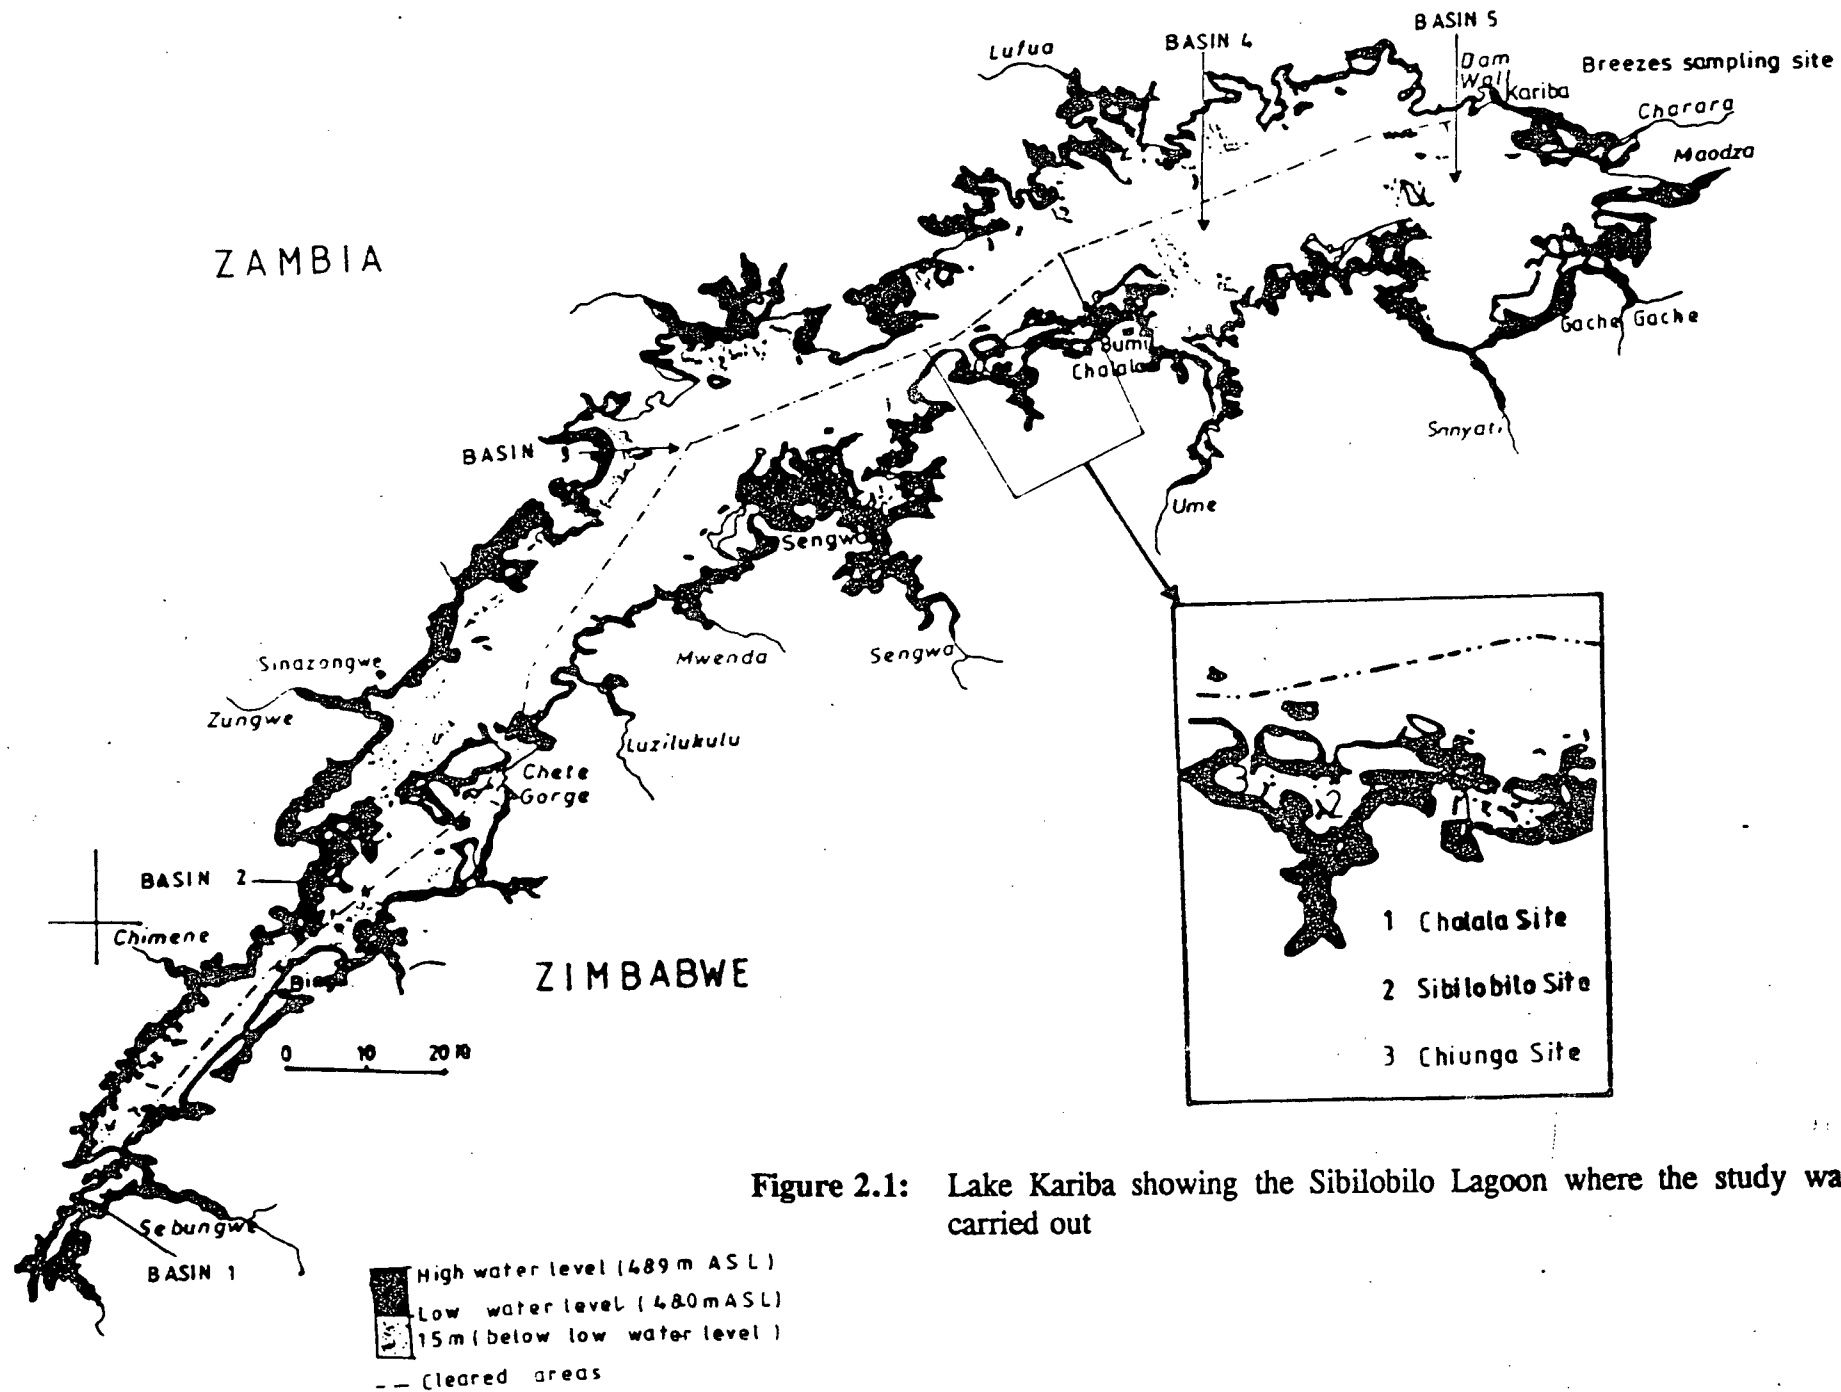 BASIN 5
BASIN 4
Lufua
Dam
Wall
Kariba
Breezes sampling site
Charara
Maodza
ZAMBIA
Gache Gache
Bumi
Chalala
Sanyati
BASIN 3
Ume
Sengwa
Mwenda
Sengwa
Sinazongwe
Zungwe
Luzilukulu
Chete
Gorge
BASIN 2
Chimene
ZIMBABWE
0 10 20
3 2 1
1 Chalala Site
2 Sibilobilo Site
3 Chiunga Site
Sebungwe
BASIN 1
Figure 2.1: Lake Kariba showing the Sibilobilo Lagoon where the study wa
carried out
High water level (489m ASL)
Low water level (480mASL)
15m (below low water level)
-- Cleared areas